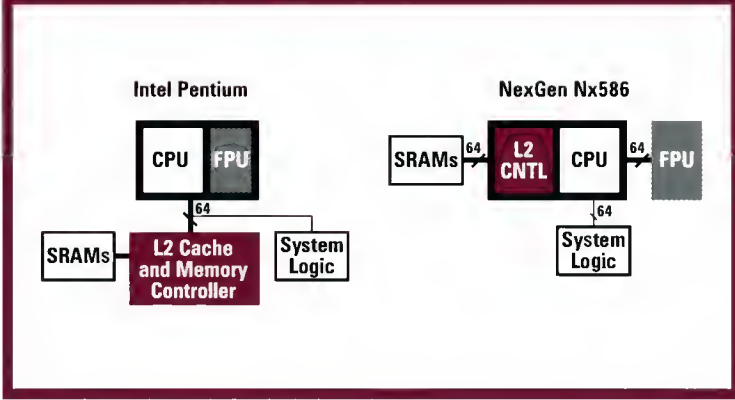 Intel Pentium
CPU
FPU
64
SRAMs
L2 Cache
and Memory
Controller
System
Logic
NexGen Nx586
SRAMs
64
L2
CNTL
CPU
64
FPU
64
System
Logic